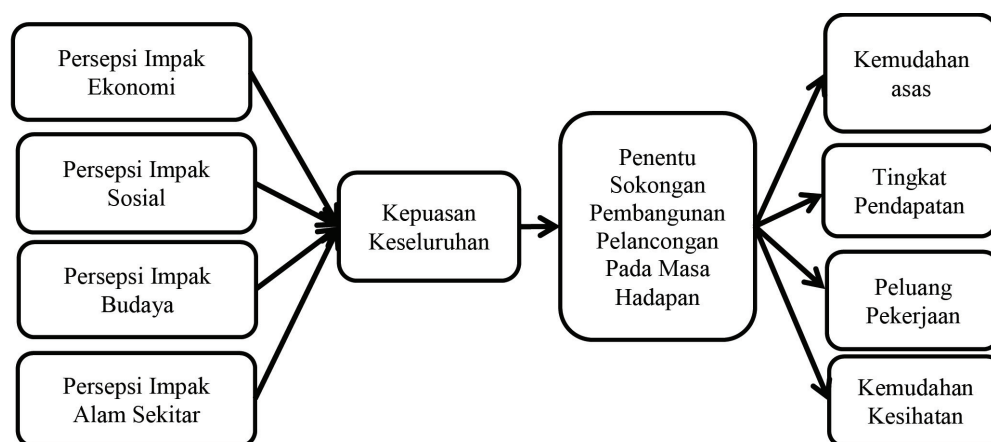 Persepsi Impak
Ekonomi
Persepsi Impak
Sosial
Persepsi Impak
Budaya
Persepsi Impak
Alam Sekitar
Kepuasan
Keseluruhan
Penentu
Sokongan
Pembangunan
Pelancongan
Pada Masa
Hadapan
Kemudahan
asas
Tingkat
Pendapatan
Peluang
Pekerjaan
Kemudahan
Kesihatan